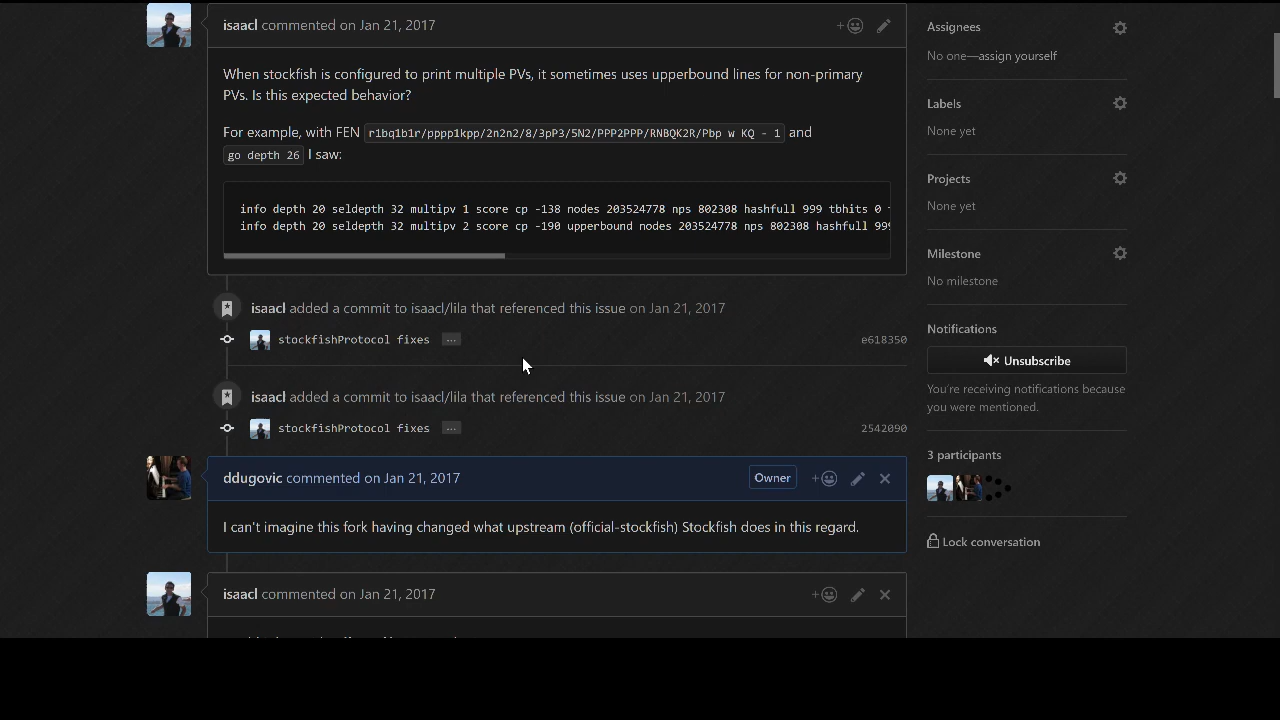 isaacl commented on Jan 21, 2017
When stockfish is configured to print multiple PVs, it sometimes uses upperbound lines for non-primary
PVs. Is this expected behavior?
For example, with FEN r1bq1b1r/pppp1kpp/2n2n2/8/3pP3/5N2/PPP2PPP/RNBQK2R/Pbp w KQ - 1 and
go depth 26 I saw:
info depth 20 seldepth 32 multipv 1 score cp -138 nodes 203524778 nps 802308 hashfull 999 tbhits 0
info depth 20 seldepth 32 multipv 2 score cp -190 upperbound nodes 203524778 nps 802308 hashfull 999
isaacl added a commit to isaacl/lila that referenced this issue on Jan 21, 2017
stockfishProtocol fixes ... e618350
isaacl added a commit to isaacl/lila that referenced this issue on Jan 21, 2017
stockfishProtocol fixes ... 2542090
ddugovic commented on Jan 21, 2017 Owner
I can't imagine this fork having changed what upstream (official-stockfish) Stockfish does in this regard.
isaacl commented on Jan 21, 2017
Assignees
No one—assign yourself
Labels
None yet
Projects
None yet
Milestone
No milestone
Notifications
Unsubscribe
You're receiving notifications because
you were mentioned.
3 participants
Lock conversation